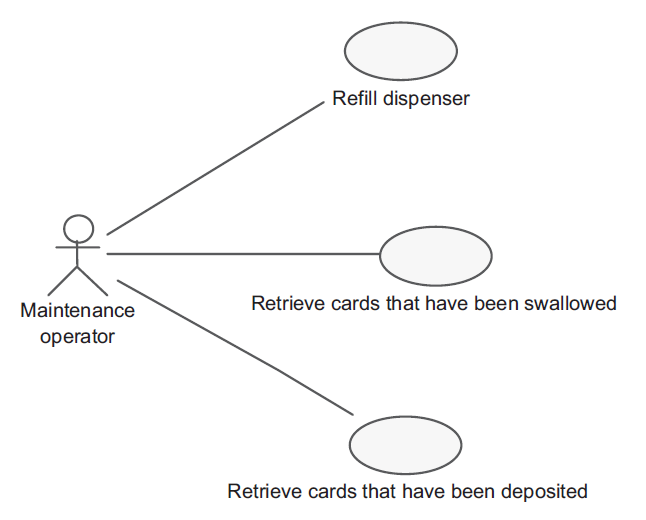 Refill dispenser
Retrieve cards that have been swallowed
Maintenance
operator
Retrieve cards that have been deposited